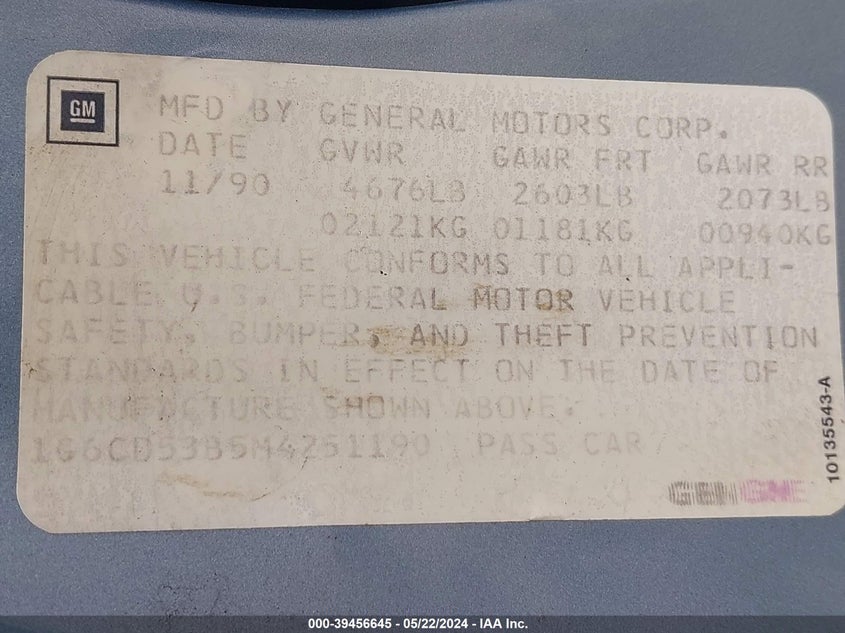 GM
MFD BY GENERAL MOTORS CORP.
DATE GVWR GAWR FRT GAWR RR
11/90 4676LB 2603LB 2073LB
02121KG 01181KG 00940KG
THIS VEHICLE CONFORMS TO ALL APPLI-
CABLE U.S. FEDERAL MOTOR VEHICLE
SAFETY, BUMPER, AND THEFT PREVENTION
STANDARDS IN EFFECT ON THE DATE OF
MANUFACTURE SHOWN ABOVE.
1G6CD53B5M4251190 PASS CAR
10135543-A
000-39456645 - 05/22/2024 - IAA Inc.